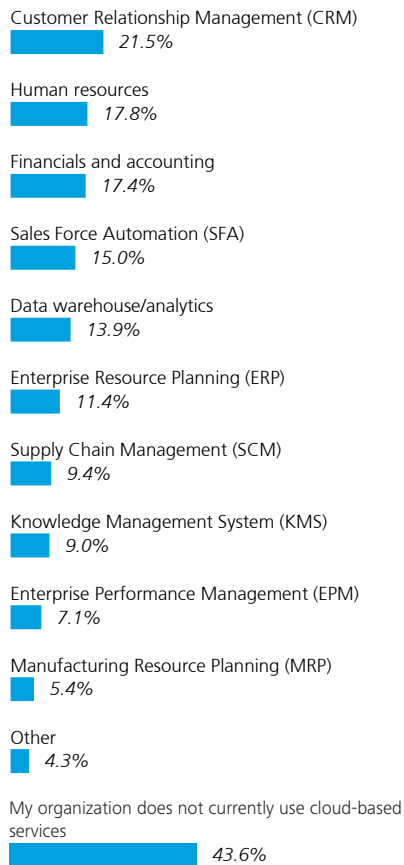 Customer Relationship Management (CRM)
21.5%
Human resources
17.8%
Financials and accounting
17.4%
Sales Force Automation (SFA)
15.0%
Data warehouse/analytics
13.9%
Enterprise Resource Planning (ERP)
11.4%
Supply Chain Management (SCM)
9.4%
Knowledge Management System (KMS)
9.0%
Enterprise Performance Management (EPM)
7.1%
Manufacturing Resource Planning (MRP)
5.4%
Other
4.3%
My organization does not currently use cloud-based
services
43.6%